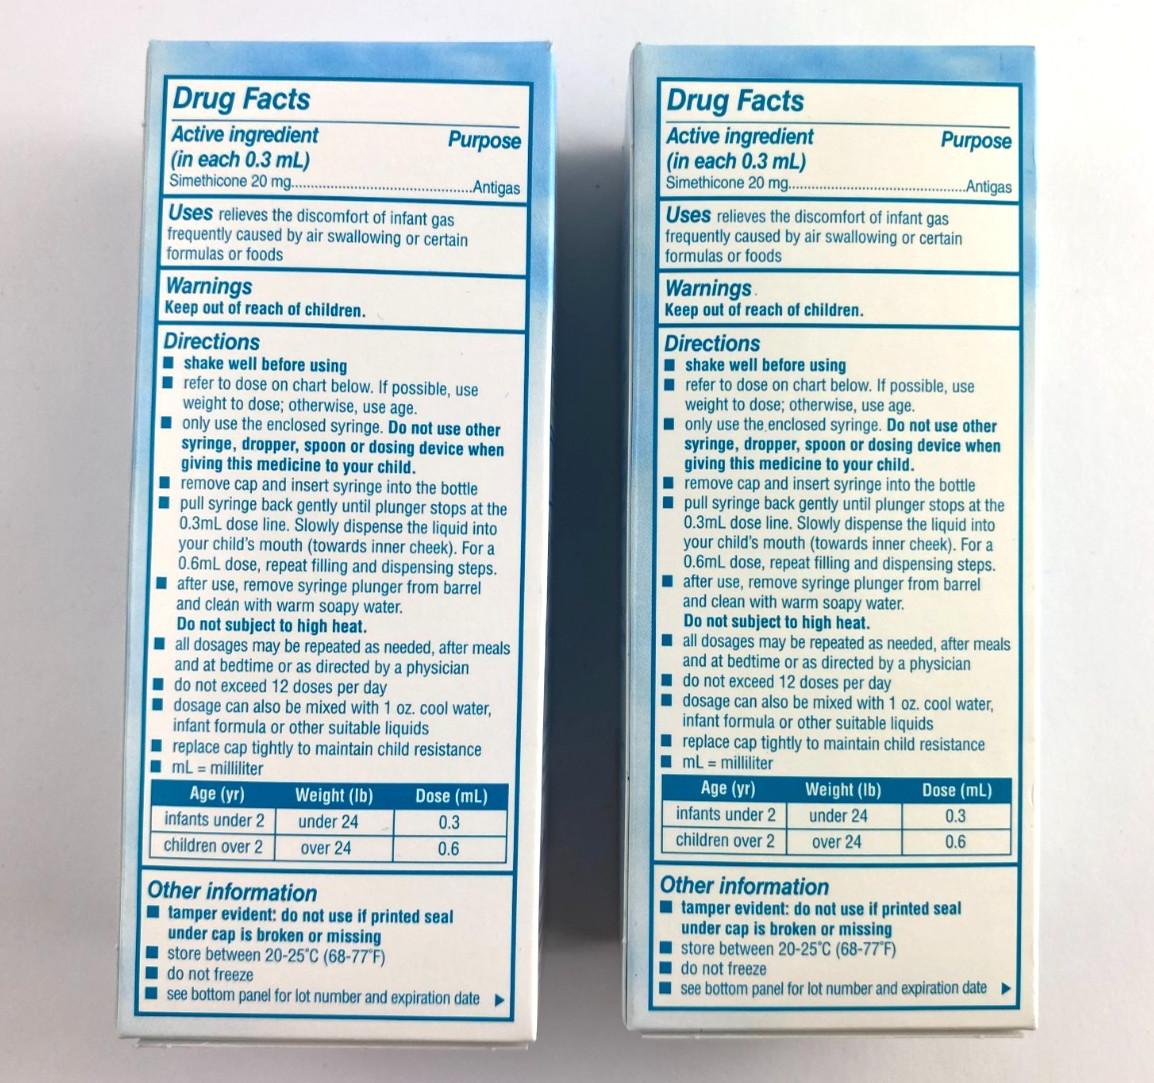 Drug Facts
Active ingredient Purpose
(in each 0.3 mL)
Simethicone 20 mg................................................Antigas
Uses relieves the discomfort of infant gas
frequently caused by air swallowing or certain
formulas or foods
Warnings
Keep out of reach of children.
Directions
■ shake well before using
■ refer to dose on chart below. If possible, use
weight to dose; otherwise, use age.
■ only use the enclosed syringe. Do not use other
syringe, dropper, spoon or dosing device when
giving this medicine to your child.
■ remove cap and insert syringe into the bottle
■ pull syringe back gently until plunger stops at the
0.3mL dose line. Slowly dispense the liquid into
your child's mouth (towards inner cheek). For a
0.6mL dose, repeat filling and dispensing steps.
■ after use, remove syringe plunger from barrel
and clean with warm soapy water.
Do not subject to high heat.
■ all dosages may be repeated as needed, after meals
and at bedtime or as directed by a physician
■ do not exceed 12 doses per day
■ dosage can also be mixed with 1 oz. cool water,
infant formula or other suitable liquids
■ replace cap tightly to maintain child resistance
■ mL = milliliter
Age (yr) Weight (lb) Dose (mL)
infants under 2 under 24 0.3
children over 2 over 24 0.6
Other information
■ tamper evident: do not use if printed seal
under cap is broken or missing
■ store between 20-25°C (68-77°F)
■ do not freeze
■ see bottom panel for lot number and expiration date ▶
Drug Facts
Active ingredient Purpose
(in each 0.3 mL)
Simethicone 20 mg................................................Antigas
Uses relieves the discomfort of infant gas
frequently caused by air swallowing or certain
formulas or foods
Warnings
Keep out of reach of children.
Directions
■ shake well before using
■ refer to dose on chart below. If possible, use
weight to dose; otherwise, use age.
■ only use the enclosed syringe. Do not use other
syringe, dropper, spoon or dosing device when
giving this medicine to your child.
■ remove cap and insert syringe into the bottle
■ pull syringe back gently until plunger stops at the
0.3mL dose line. Slowly dispense the liquid into
your child's mouth (towards inner cheek). For a
0.6mL dose, repeat filling and dispensing steps.
■ after use, remove syringe plunger from barrel
and clean with warm soapy water.
Do not subject to high heat.
■ all dosages may be repeated as needed, after meals
and at bedtime or as directed by a physician
■ do not exceed 12 doses per day
■ dosage can also be mixed with 1 oz. cool water,
infant formula or other suitable liquids
■ replace cap tightly to maintain child resistance
■ mL = milliliter
Age (yr) Weight (lb) Dose (mL)
infants under 2 under 24 0.3
children over 2 over 24 0.6
Other information
■ tamper evident: do not use if printed seal
under cap is broken or missing
■ store between 20-25°C (68-77°F)
■ do not freeze
■ see bottom panel for lot number and expiration date ▶